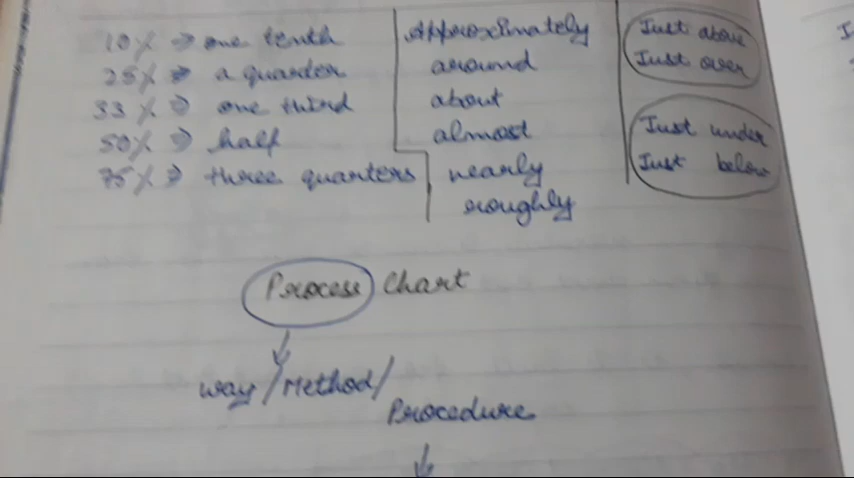 10% ⇒ one tenth
25% ⇒ a quarter
33% ⇒ one third
50% ⇒ half
75% ⇒ three quarters
Approximately
around
about
almost
nearly
roughly
Just above
Just over
Just under
Just below
Process Chart
way / Method /
Procedure